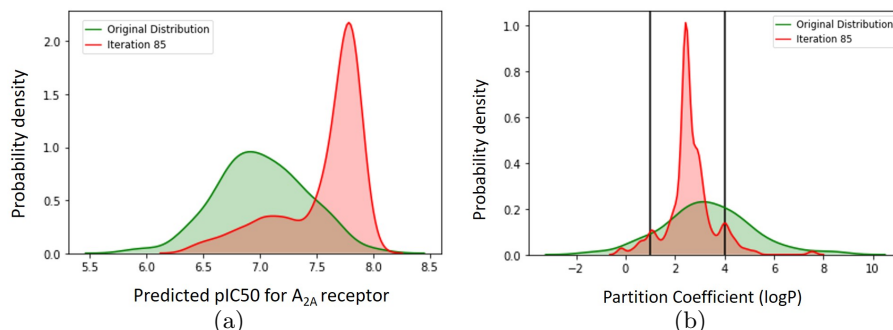 Original Distribution
Iteration 85
2.0
1.5
1.0
0.5
0.0
5.5 6.0 6.5 7.0 7.5 8.0 8.5
Probability density
Predicted pIC50 for A2A receptor
(a)
Original Distribution
Iteration 85
1.0
0.8
0.6
0.4
0.2
0.0
−2 0 2 4 6 8 10
Probability density
Partition Coefficient (logP)
(b)